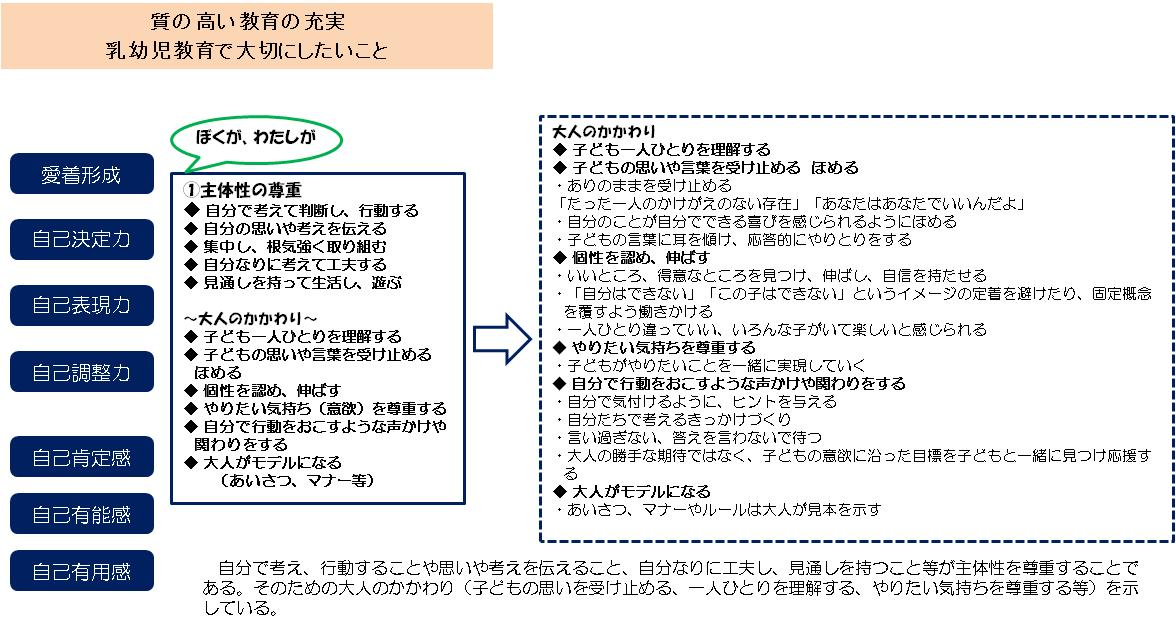 質の高い教育の充実
乳幼児教育で大切にしたいこと
愛着形成
自己決定力
自己表現力
自己調整力
自己肯定感
自己有能感
自己有用感
ぼくが、わたしが
①主体性の尊重
◆ 自分で考えて判断し、行動する
◆ 自分の思いや考えを伝える
◆ 集中し、根気強く取り組む
◆ 自分なりに考えて工夫する
◆ 見通しを持って生活し、遊ぶ
～大人のかかわり～
◆ 子ども一人ひとりを理解する
◆ 子どもの思いや言葉を受け止める
ほめる
◆ 個性を認め、伸ばす
◆ やりたい気持ち（意欲）を尊重する
◆ 自分で行動をおこすような声かけや
関わりをする
◆ 大人がモデルになる
（あいさつ、マナー等）
大人のかかわり
◆ 子ども一人ひとりを理解する
◆ 子どもの思いや言葉を受け止める ほめる
・ありのままを受け止める
「たった一人のかけがえのない存在」「あなたはあなたでいいんだよ」
・自分のことが自分でできる喜びを感じられるようにほめる
・子どもの言葉に耳を傾け、応答的にやりとりをする
◆ 個性を認め、伸ばす
・いいところ、得意なところを見つけ、伸ばし、自信を持たせる
・「自分はできない」「この子はできない」というイメージの定着を避けたり、固定概念
を覆すよう働きかける
・一人ひとり違っていい、いろんな子がいて楽しいと感じられる
◆ やりたい気持ちを尊重する
・子どもがやりたいことを一緒に実現していく
◆ 自分で行動をおこすような声かけや関わりをする
・自分で気付けるように、ヒントを与える
・自分たちで考えるきっかけづくり
・言い過ぎない、答えを言わないで待つ
・大人の勝手な期待ではなく、子どもの意欲に沿った目標を子どもと一緒に見つけ応援す
る
◆ 大人がモデルになる
・あいさつ、マナーやルールは大人が見本を示す
自分で考え、行動することや思いや考えを伝えること、自分なりに工夫し、見通しを持つこと等が主体性を尊重することで
ある。そのための大人のかかわり（子どもの思いを受け止める、一人ひとりを理解する、やりたい気持ちを尊重する等）を示
している。